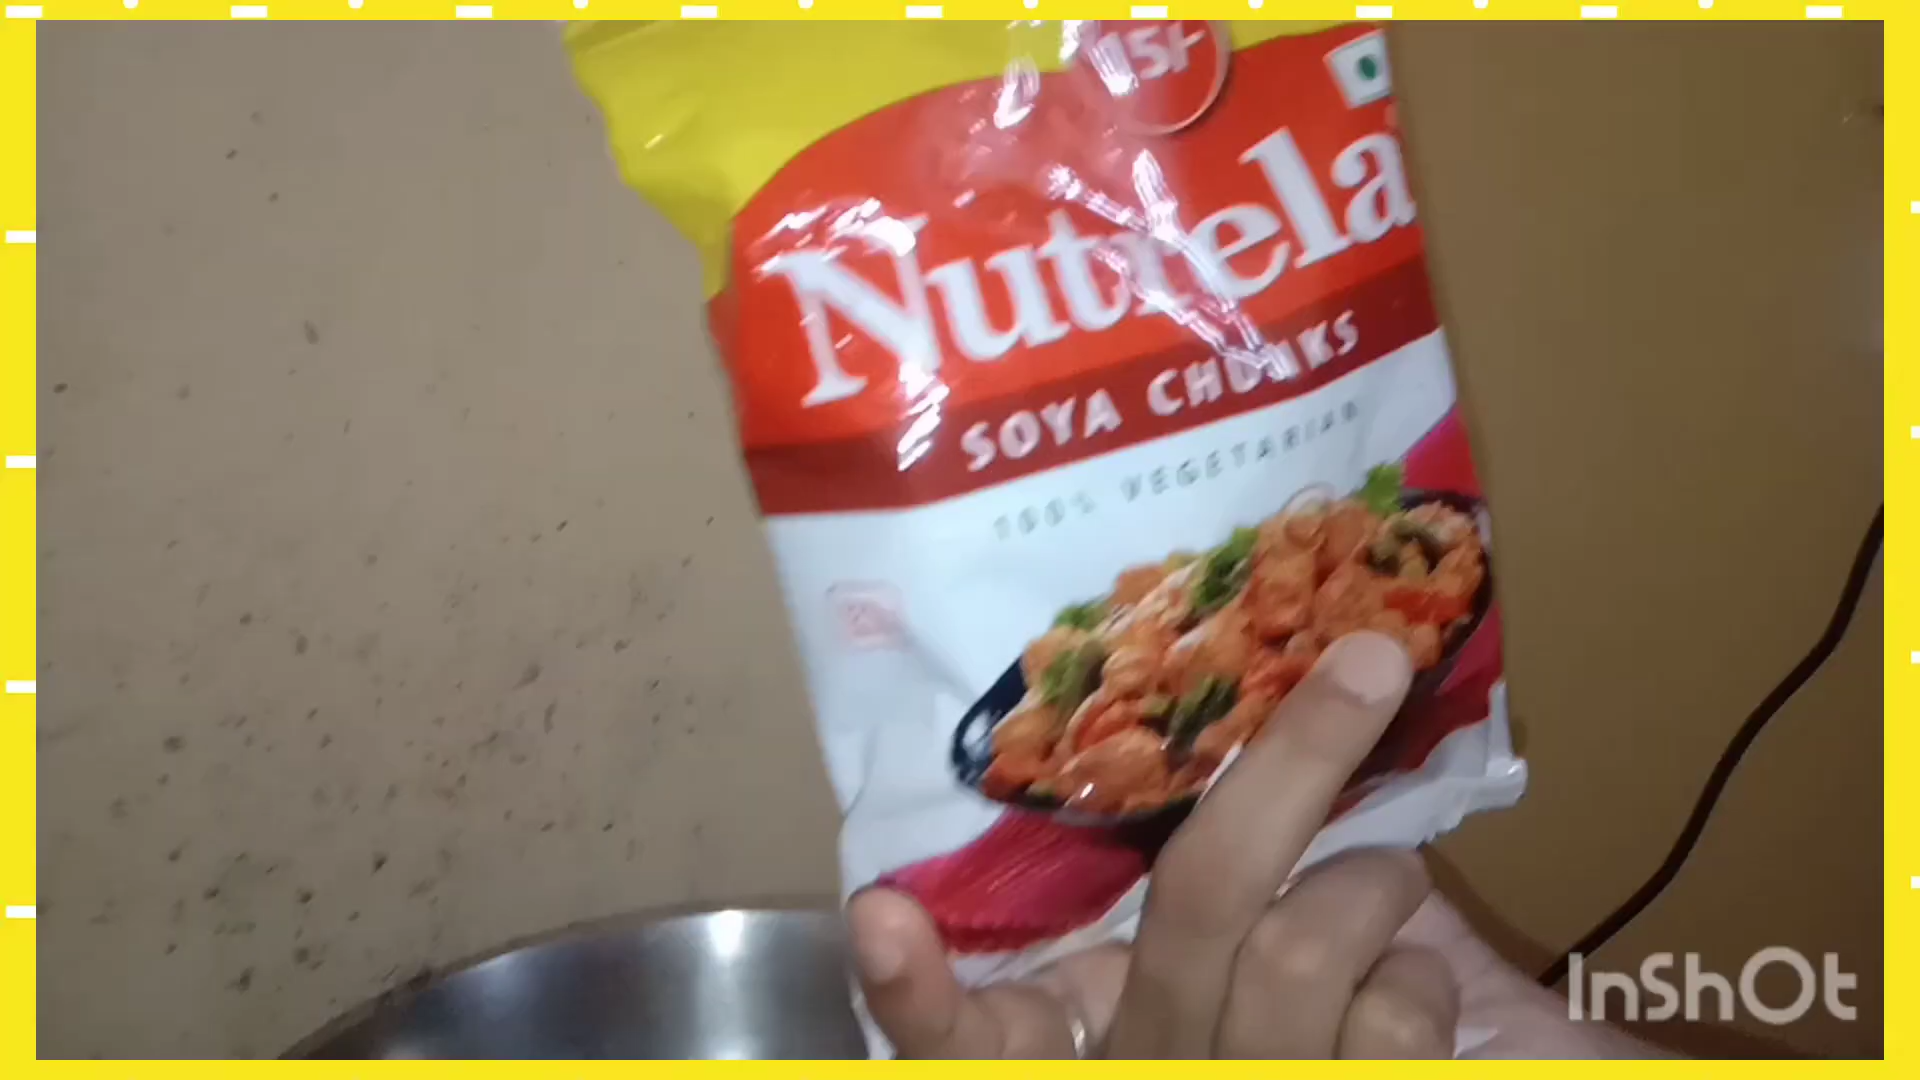 15/-
Nutrela
SOYA CHUNKS
100% VEGETARIAN
InShOt